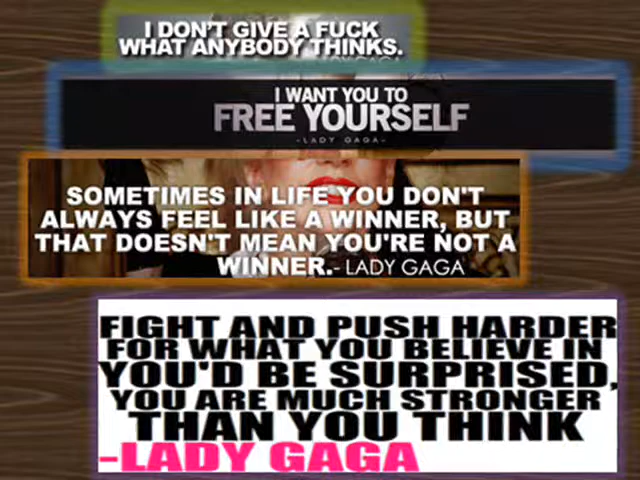 I DON'T GIVE A FUCK
WHAT ANYBODY THINKS.
I WANT YOU TO
FREE YOURSELF
-LADY GAGA-
SOMETIMES IN LIFE YOU DON'T
ALWAYS FEEL LIKE A WINNER, BUT
THAT DOESN'T MEAN YOU'RE NOT A
WINNER.- LADY GAGA
FIGHT AND PUSH HARDER
FOR WHAT YOU BELIEVE IN
YOU'D BE SURPRISED,
YOU ARE MUCH STRONGER
THAN YOU THINK
-LADY GAGA